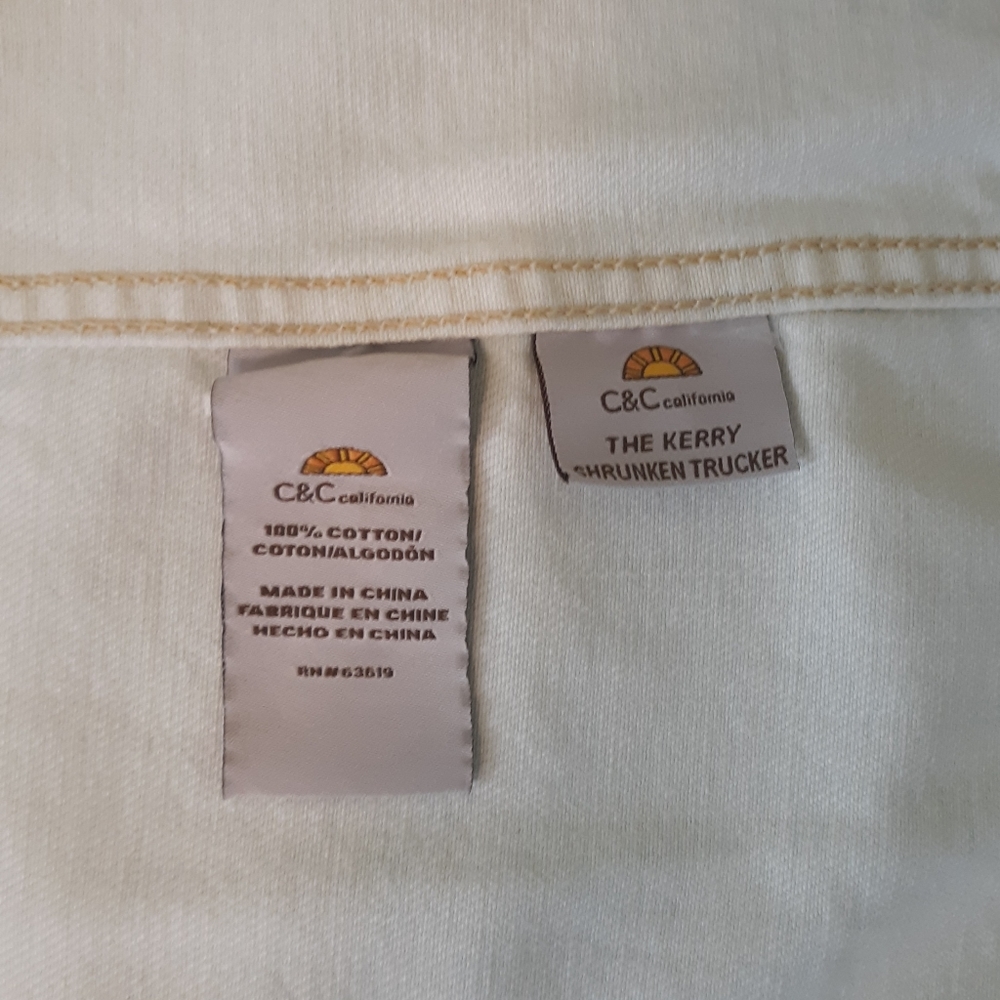 C&C california
100% COTTON/
COTON/ALGODÓN
MADE IN CHINA
FABRIQUE EN CHINE
HECHO EN CHINA
RN#63619
C&C california
THE KERRY
SHRUNKEN TRUCKER